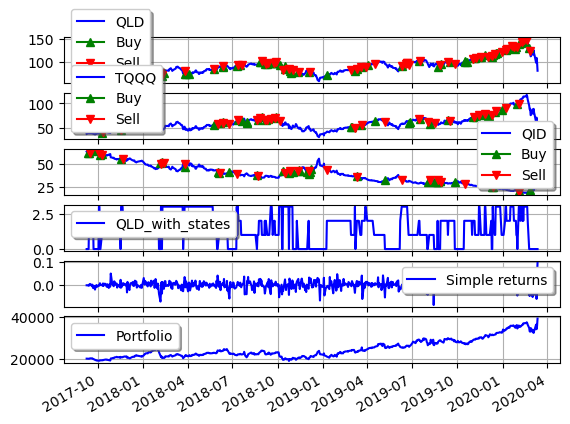 QLD
Buy
Sell
150
100
TQQQ
Buy
Sell
100
50
QID
Buy
Sell
50
25
QLD_with_states
2.5
0.0
Simple returns
0.1
0.0
Portfolio
40000
20000
2017-10
2018-01
2018-04
2018-07
2018-10
2019-01
2019-04
2019-07
2019-10
2020-01
2020-04